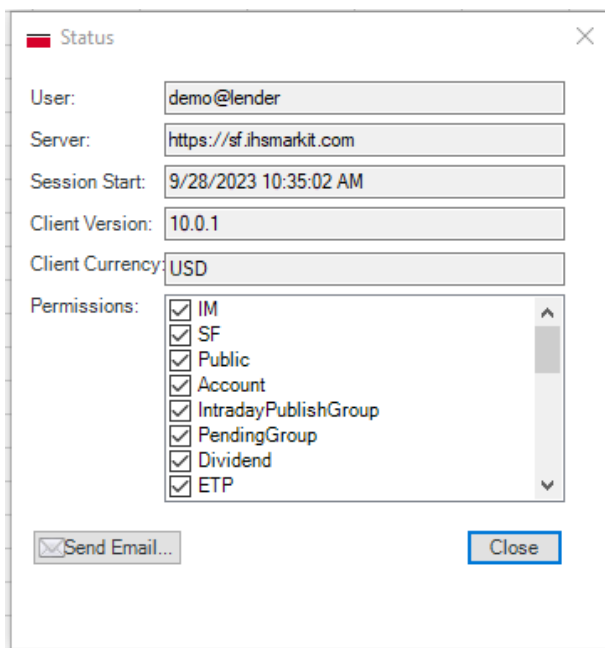 Status
User: demo@lender
Server: https://sf.ihsmarkit.com
Session Start: 9/28/2023 10:35:02 AM
Client Version: 10.0.1
Client Currency: USD
Permissions: IM
SF
Public
Account
IntradayPublishGroup
PendingGroup
Dividend
ETP
Send Email...
Close